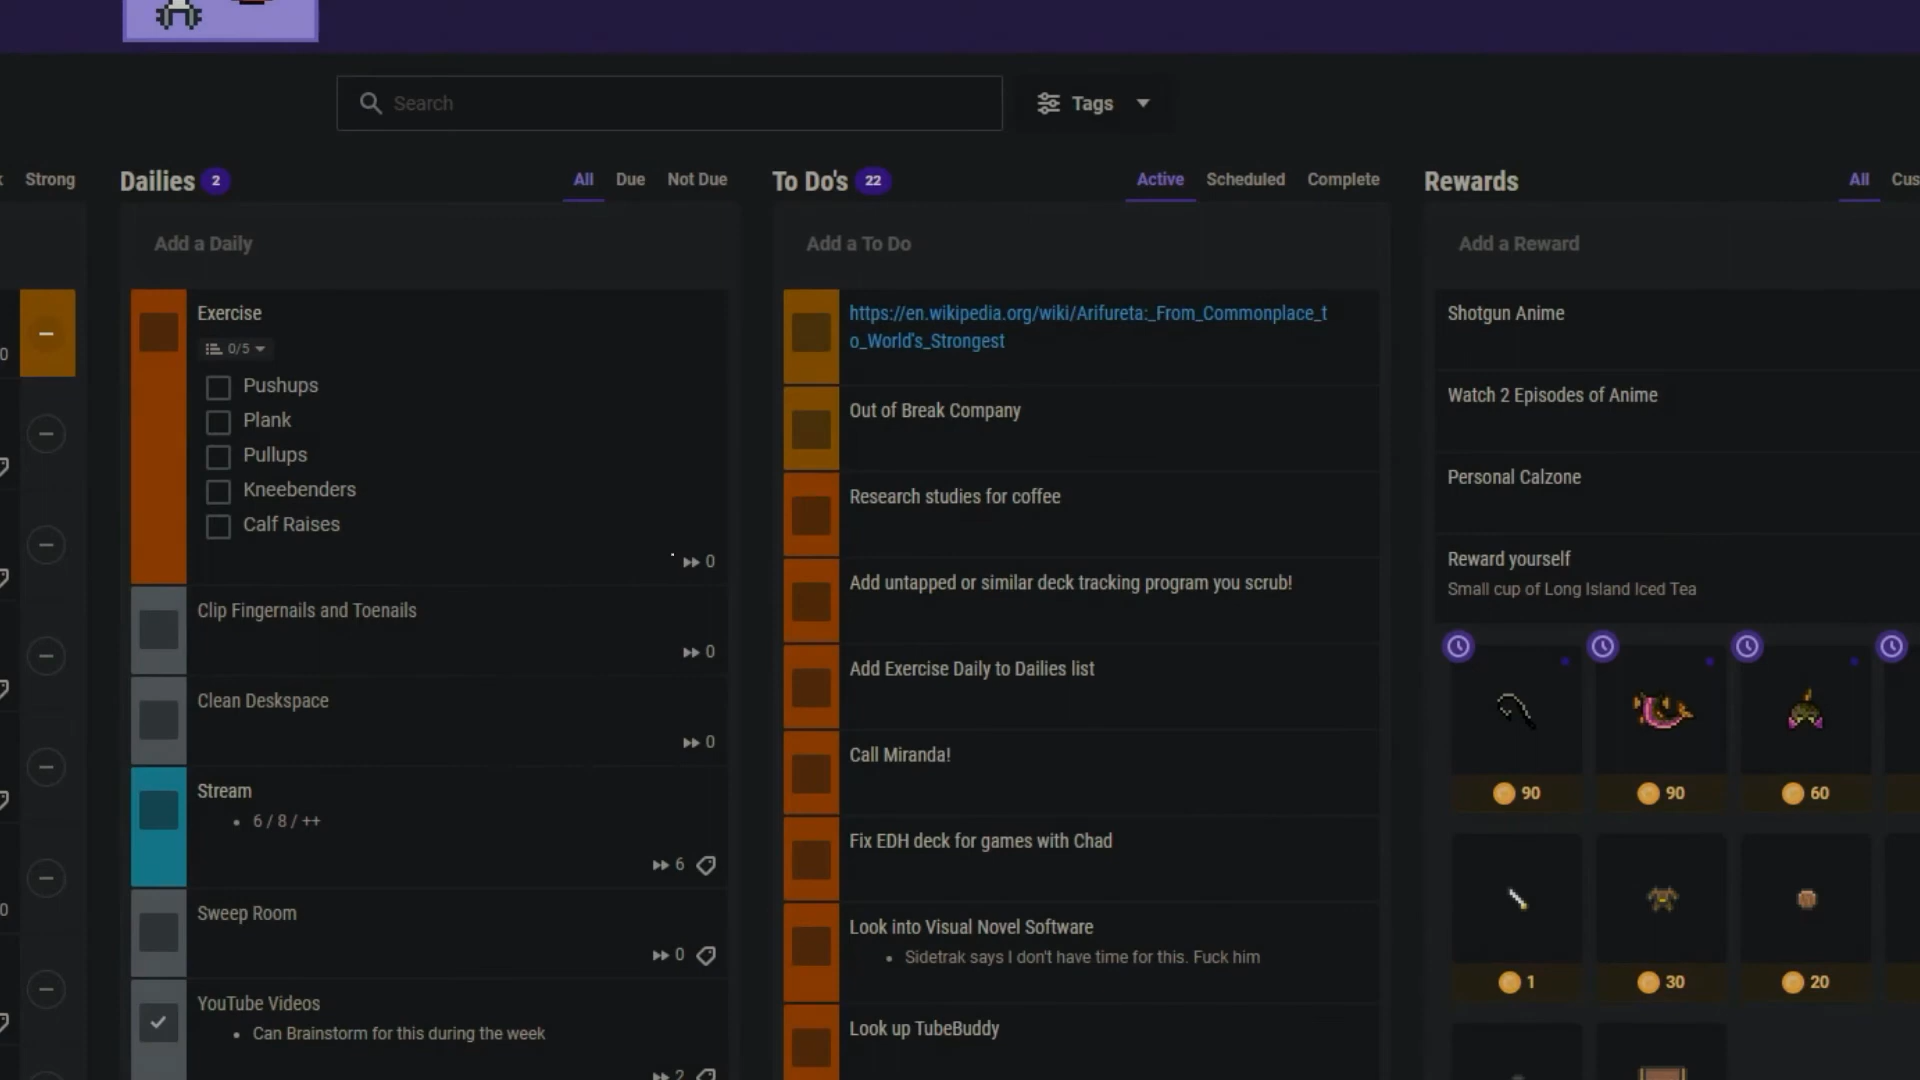 Search
Tags
Strong
Dailies 2
All Due Not Due
To Do's 22
Active Scheduled Complete
Rewards
All
Add a Daily
Exercise
0/5
Pushups
Plank
Pullups
Kneebenders
Calf Raises
0
Clip Fingernails and Toenails
0
Clean Deskspace
0
Stream
• 6 / 8 / ++
6
Sweep Room
0
YouTube Videos
• Can Brainstorm for this during the week
2
Add a To Do
https://en.wikipedia.org/wiki/Arifureta:_From_Commonplace_t
o_World's_Strongest
Out of Break Company
Research studies for coffee
Add untapped or similar deck tracking program you scrub!
Add Exercise Daily to Dailies list
Call Miranda!
Fix EDH deck for games with Chad
Look into Visual Novel Software
• Sidetrak says I don't have time for this. Fuck him
Look up TubeBuddy
Add a Reward
Shotgun Anime
Watch 2 Episodes of Anime
Personal Calzone
Reward yourself
Small cup of Long Island Iced Tea
90 90 60
1 30 20
0
0